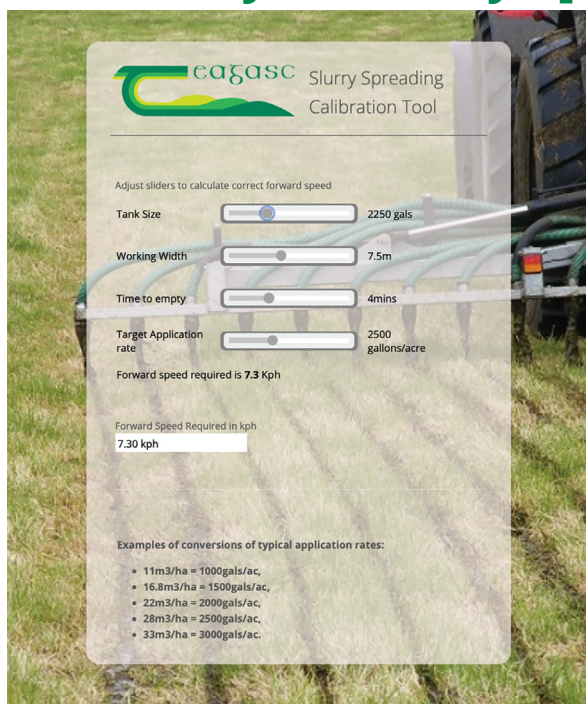 eagasc
Slurry Spreading
Calibration Tool
Adjust sliders to calculate correct forward speed
Tank Size
2250 gals
Working Width
7.5m
Time to empty
4mins
Target Application
rate
2500
gallons/acre
Forward speed required is 7.3 Kph
Forward Speed Required in kph
7.30 kph
Examples of conversions of typical application rates:
• 11m3/ha = 1000gals/ac,
• 16.8m3/ha = 1500gals/ac,
• 22m3/ha = 2000gals/ac,
• 28m3/ha = 2500gals/ac,
• 33m3/ha = 3000gals/ac.